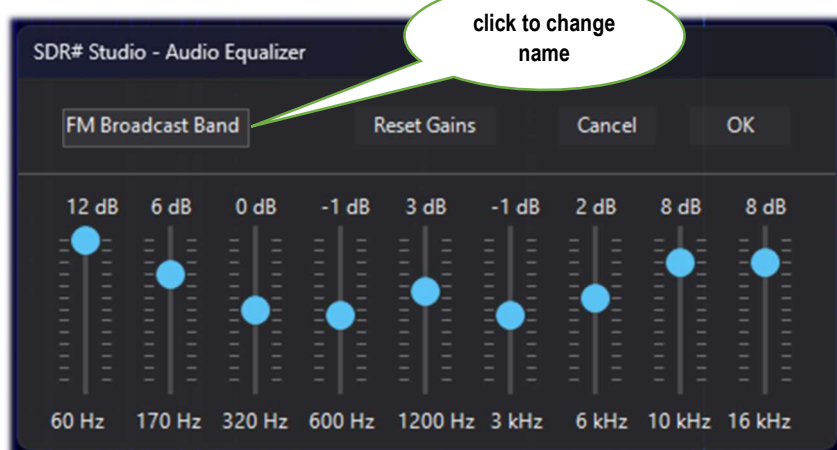 click to change
name
SDR# Studio - Audio Equalizer
FM Broadcast Band Reset Gains Cancel OK
12 dB 6 dB 0 dB -1 dB 3 dB -1 dB 2 dB 8 dB 8 dB
60 Hz 170 Hz 320 Hz 600 Hz 1200 Hz 3 kHz 6 kHz 10 kHz 16 kHz